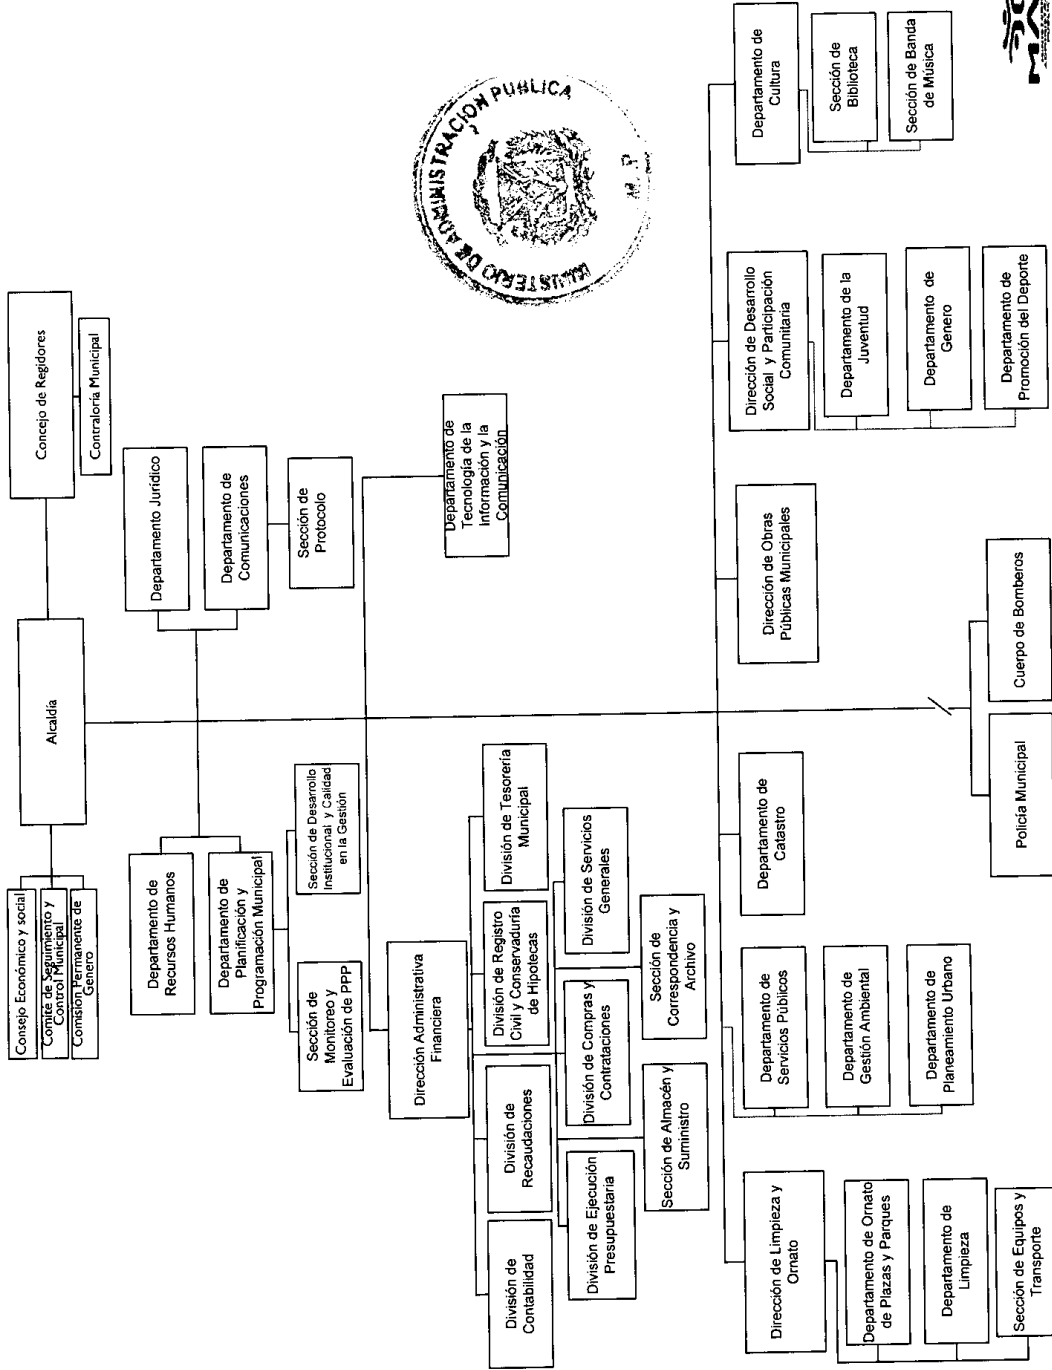 Concejo de Regidores
Contraloría Municipal
Alcaldía
Consejo Económico y social
Comite de Seguimiento y
Control Municipal
Comisión Permanente de
Genero
Departamento Jurídico
Departamento de
Comunicaciones
Sección de
Protocolo
Departamento de
Recursos Humanos
Departamento de
Planificación y
Programación Municipal
Sección de Desarrollo
Institucional y Calidad
en la Gestión
Sección de
Monitoreo y
Evaluación de PPP
Departamento de
Tecnología de la
Información y la
Comunicación
MINISTERIO DE ADMINISTRACIÓN PUBLICA
Dirección Administrativa
Financiera
División de
Contabilidad
División de
Recaudaciones
División de Registro
Civil y Conservaduría
de Hipotecas
División de Tesorería
Municipal
División de Ejecución
Presupuestaria
División de Compras y
Contrataciones
División de Servicios
Generales
Sección de Almacén y
Suministro
Sección de
Correspondencia y
Archivo
Dirección de Limpieza y
Ornato
Departamento de Ornato
de Plazas y Parques
Departamento de
Limpieza
Sección de Equipos y
Transporte
Departamento de
Servicios Públicos
Departamento de
Gestión Ambiental
Departamento de
Planeamiento Urbano
Departamento de
Catastro
Dirección de Obras
Públicas Municipales
Dirección de Desarrollo
Social y Participación
Comunitaria
Departamento de la
Juventud
Departamento de
Genero
Departamento de
Promoción del Deporte
Departamento de
Cultura
Sección de
Biblioteca
Sección de Banda
de Música
Policía Municipal
Cuerpo de Bomberos